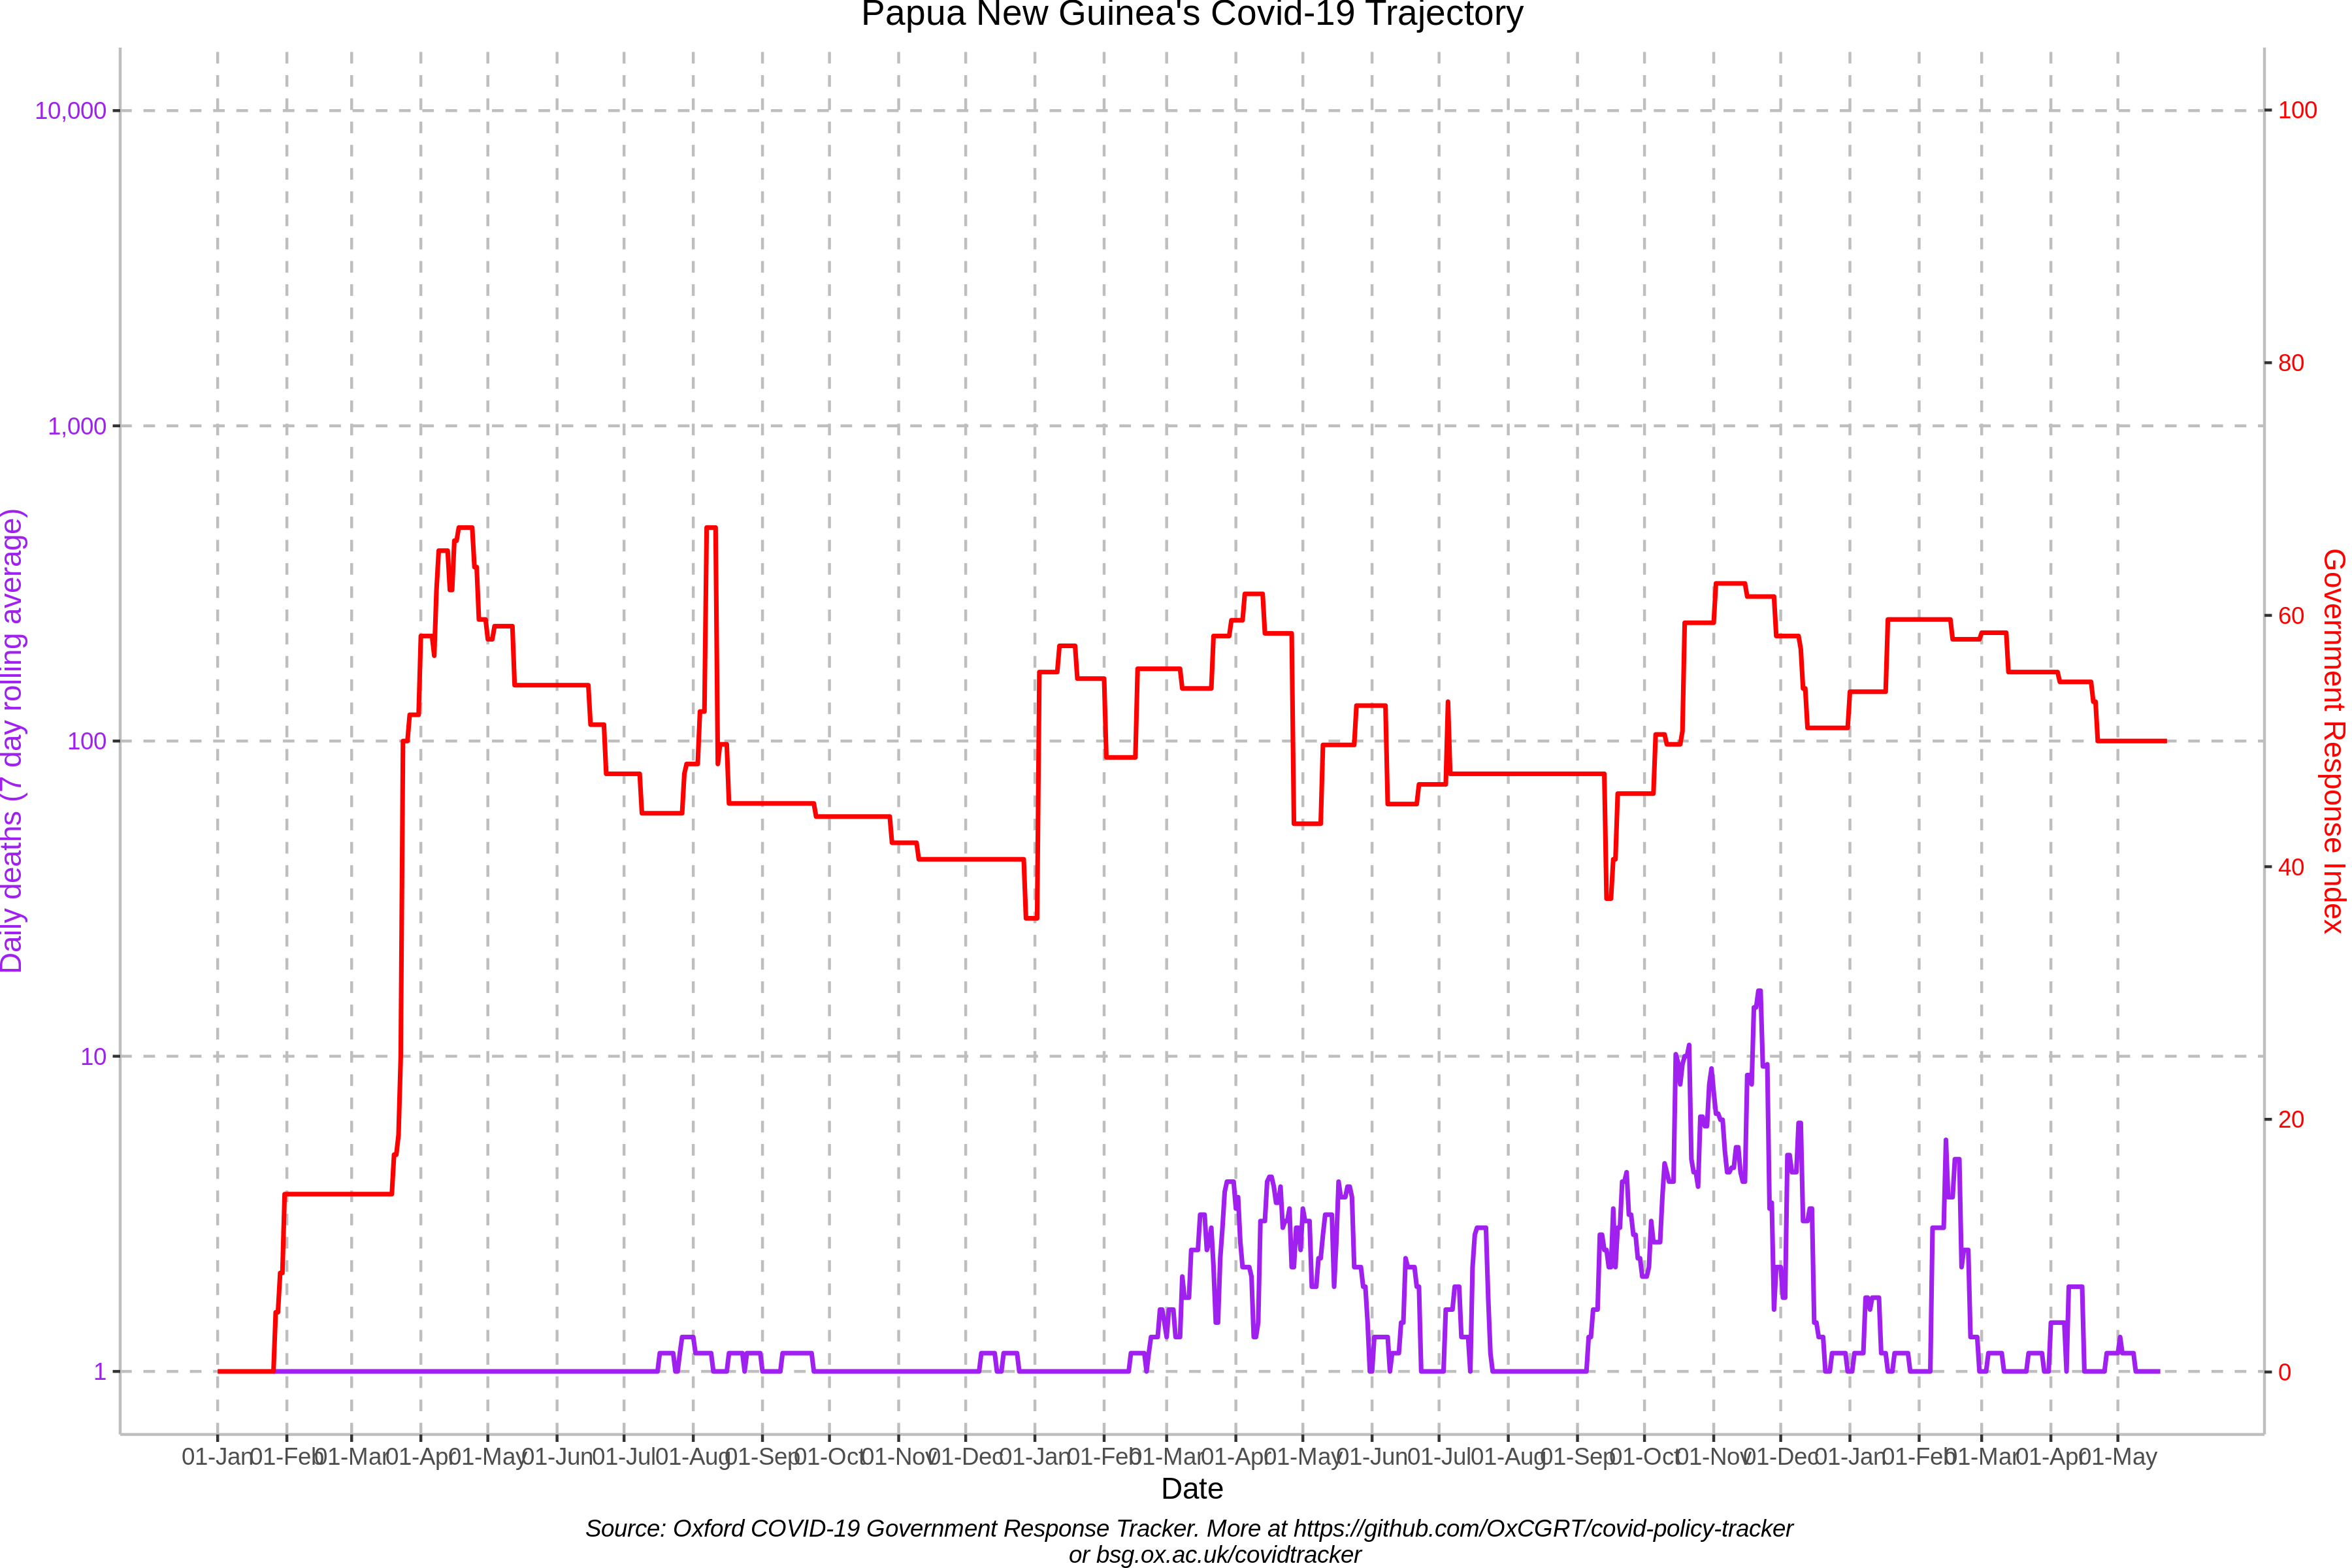 Papua New Guinea's Covid-19 Trajectory
10,000
1,000
100
10
1
Daily deaths (7 day rolling average)
100
80
60
40
20
0
Government Response Index
01-Jan 01-Feb 01-Mar 01-Apr 01-May 01-Jun 01-Jul 01-Aug 01-Sep 01-Oct 01-Nov 01-Dec 01-Jan 01-Feb 01-Mar 01-Apr 01-May 01-Jun 01-Jul 01-Aug 01-Sep 01-Oct 01-Nov 01-Dec 01-Jan 01-Feb 01-Mar 01-Apr 01-May
Date
Source: Oxford COVID-19 Government Response Tracker. More at https://github.com/OxCGRT/covid-policy-tracker
or bsg.ox.ac.uk/covidtracker